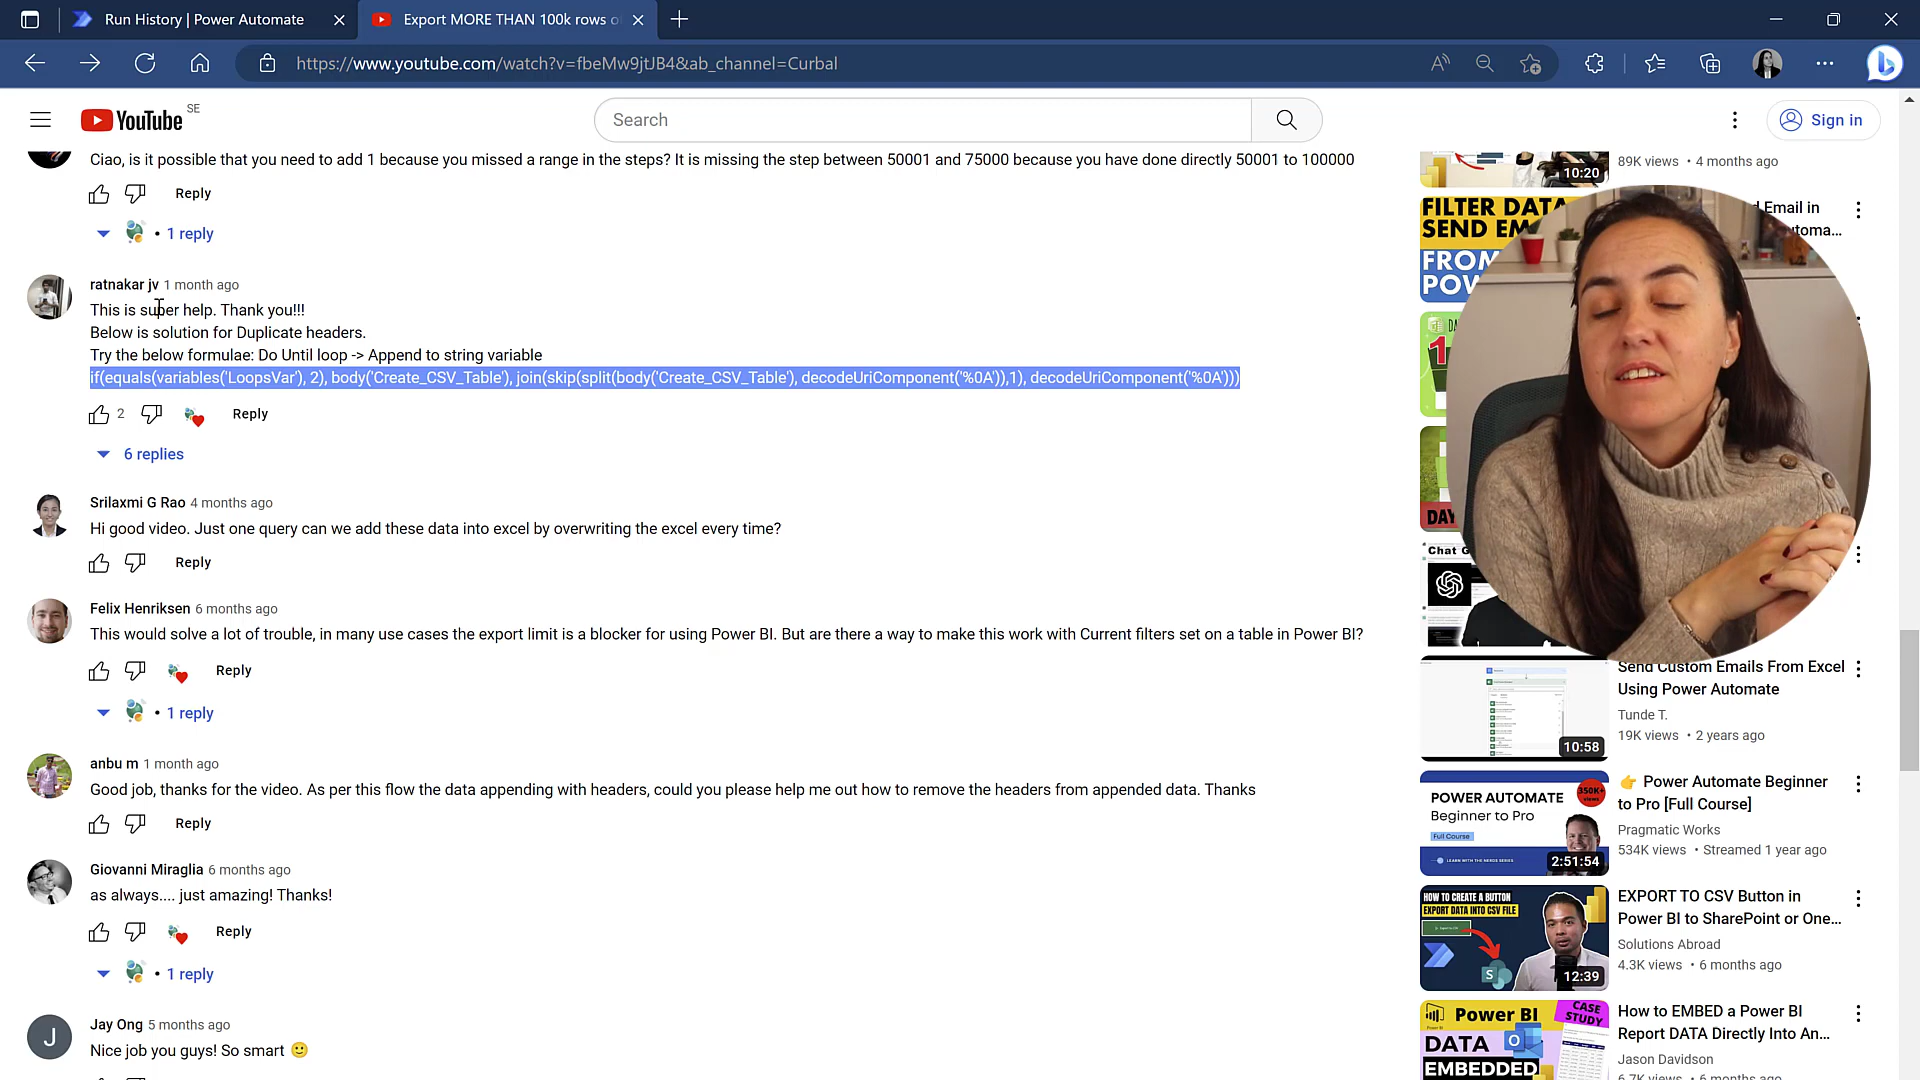 Run History | Power Automate
Export MORE THAN 100k rows o
https://www.youtube.com/watch?v=fbeMw9jtJB4&ab_channel=Curbal
YouTube SE
Search
Sign in
Ciao, is it possible that you need to add 1 because you missed a range in the steps? It is missing the step between 50001 and 75000 because you have done directly 50001 to 100000
Reply
• 1 reply
ratnakar jv 1 month ago
This is super help. Thank you!!!
Below is solution for Duplicate headers.
Try the below formulae: Do Until loop -> Append to string variable
if(equals(variables('LoopsVar'), 2), body('Create_CSV_Table'), join(skip(split(body('Create_CSV_Table'), decodeUriComponent('%0A')),1), decodeUriComponent('%0A')))
2 Reply
6 replies
Srilaxmi G Rao 4 months ago
Hi good video. Just one query can we add these data into excel by overwriting the excel every time?
Reply
Felix Henriksen 6 months ago
This would solve a lot of trouble, in many use cases the export limit is a blocker for using Power BI. But are there a way to make this work with Current filters set on a table in Power BI?
Reply
• 1 reply
anbu m 1 month ago
Good job, thanks for the video. As per this flow the data appending with headers, could you please help me out how to remove the headers from appended data. Thanks
Reply
Giovanni Miraglia 6 months ago
as always.... just amazing! Thanks!
Reply
• 1 reply
J
Jay Ong 5 months ago
Nice job you guys! So smart 🙂
10:20
89K views • 4 months ago
FILTER DATA
SEND EM
FROM
POW
d Email in
utoma...
DA
1
DAY
Chat G
10:58
Send Custom Emails From Excel
Using Power Automate
Tunde T.
19K views • 2 years ago
POWER AUTOMATE
Beginner to Pro
Full Course
350K+
LEARN WITH THE NERDS SERIES
2:51:54
👉 Power Automate Beginner
to Pro [Full Course]
Pragmatic Works
534K views • Streamed 1 year ago
HOW TO CREATE A BUTTON
EXPORT DATA INTO CSV FILE
S
12:39
EXPORT TO CSV Button in
Power BI to SharePoint or One...
Solutions Abroad
4.3K views • 6 months ago
Power BI
CASE
STUDY
DATA
EMBEDDED
How to EMBED a Power BI
Report DATA Directly Into An...
Jason Davidson
6.7K views • 6 months ago